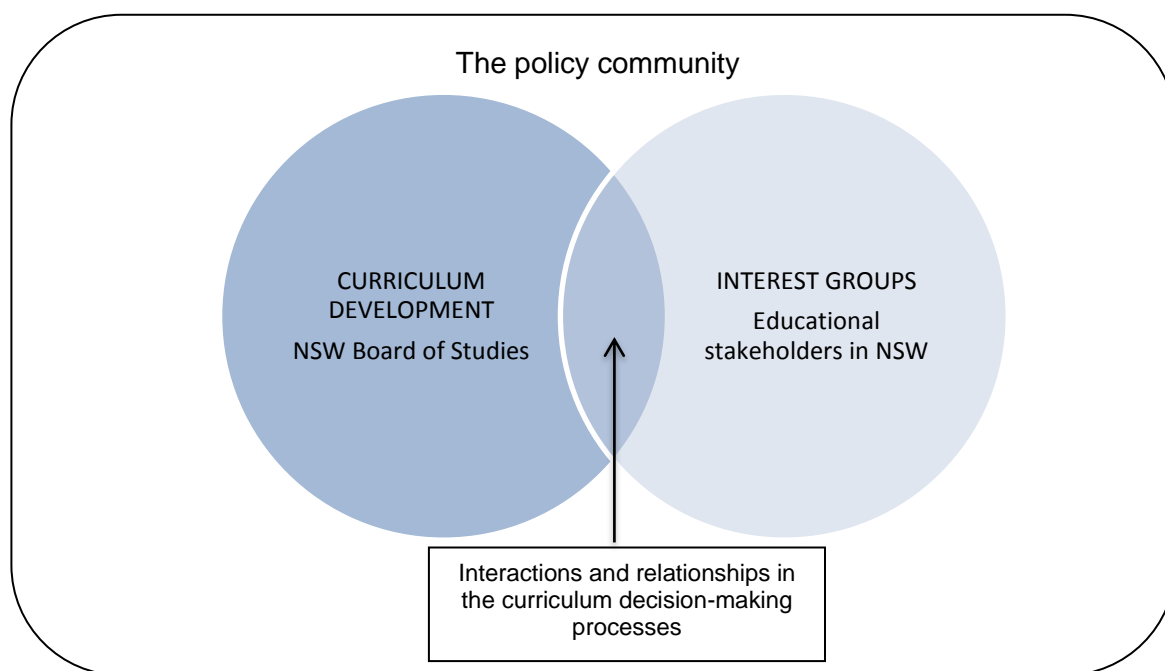 The policy community
CURRICULUM
DEVELOPMENT
NSW Board of Studies
INTEREST GROUPS
Educational
stakeholders in NSW
Interactions and relationships in
the curriculum decision-making
processes